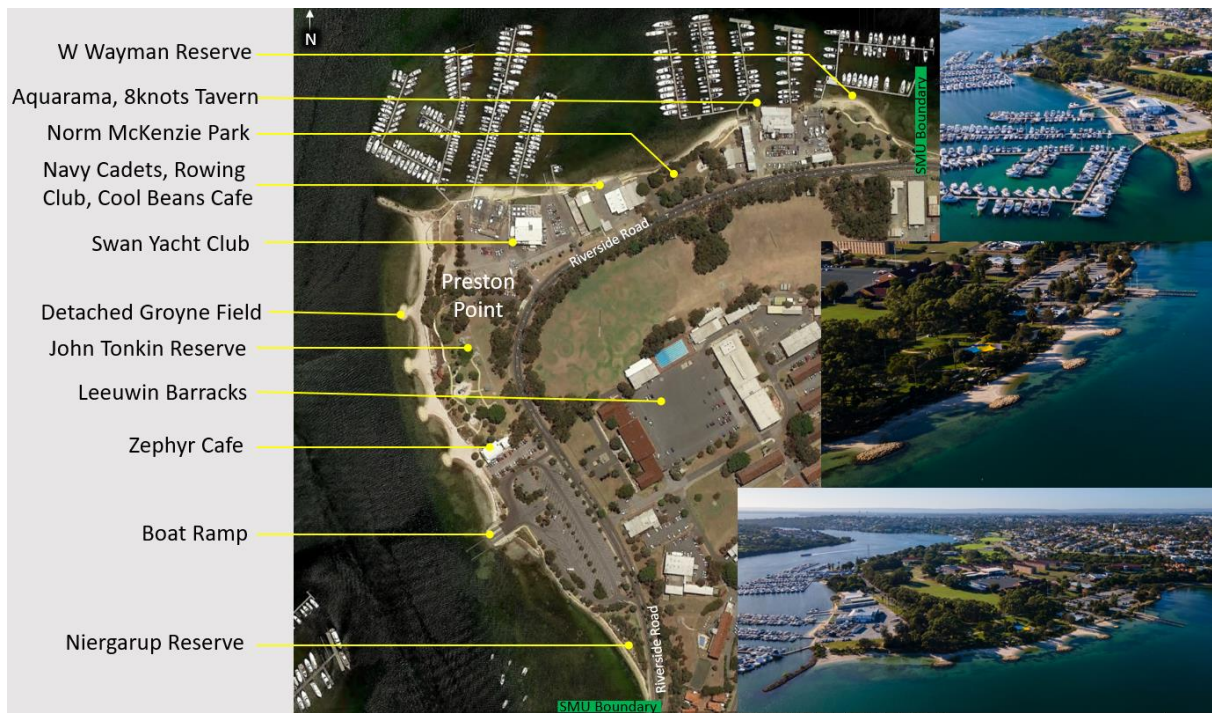 W Wayman Reserve
Aquarama, 8knots Tavern
Norm McKenzie Park
Navy Cadets, Rowing
Club, Cool Beans Cafe
Swan Yacht Club
Detached Groyne Field
John Tonkin Reserve
Leeuwin Barracks
Zephyr Cafe
Boat Ramp
Niergarup Reserve
N
SMU Boundary
Riverside Road
Preston
Point
Riverside Road
SMU Boundary